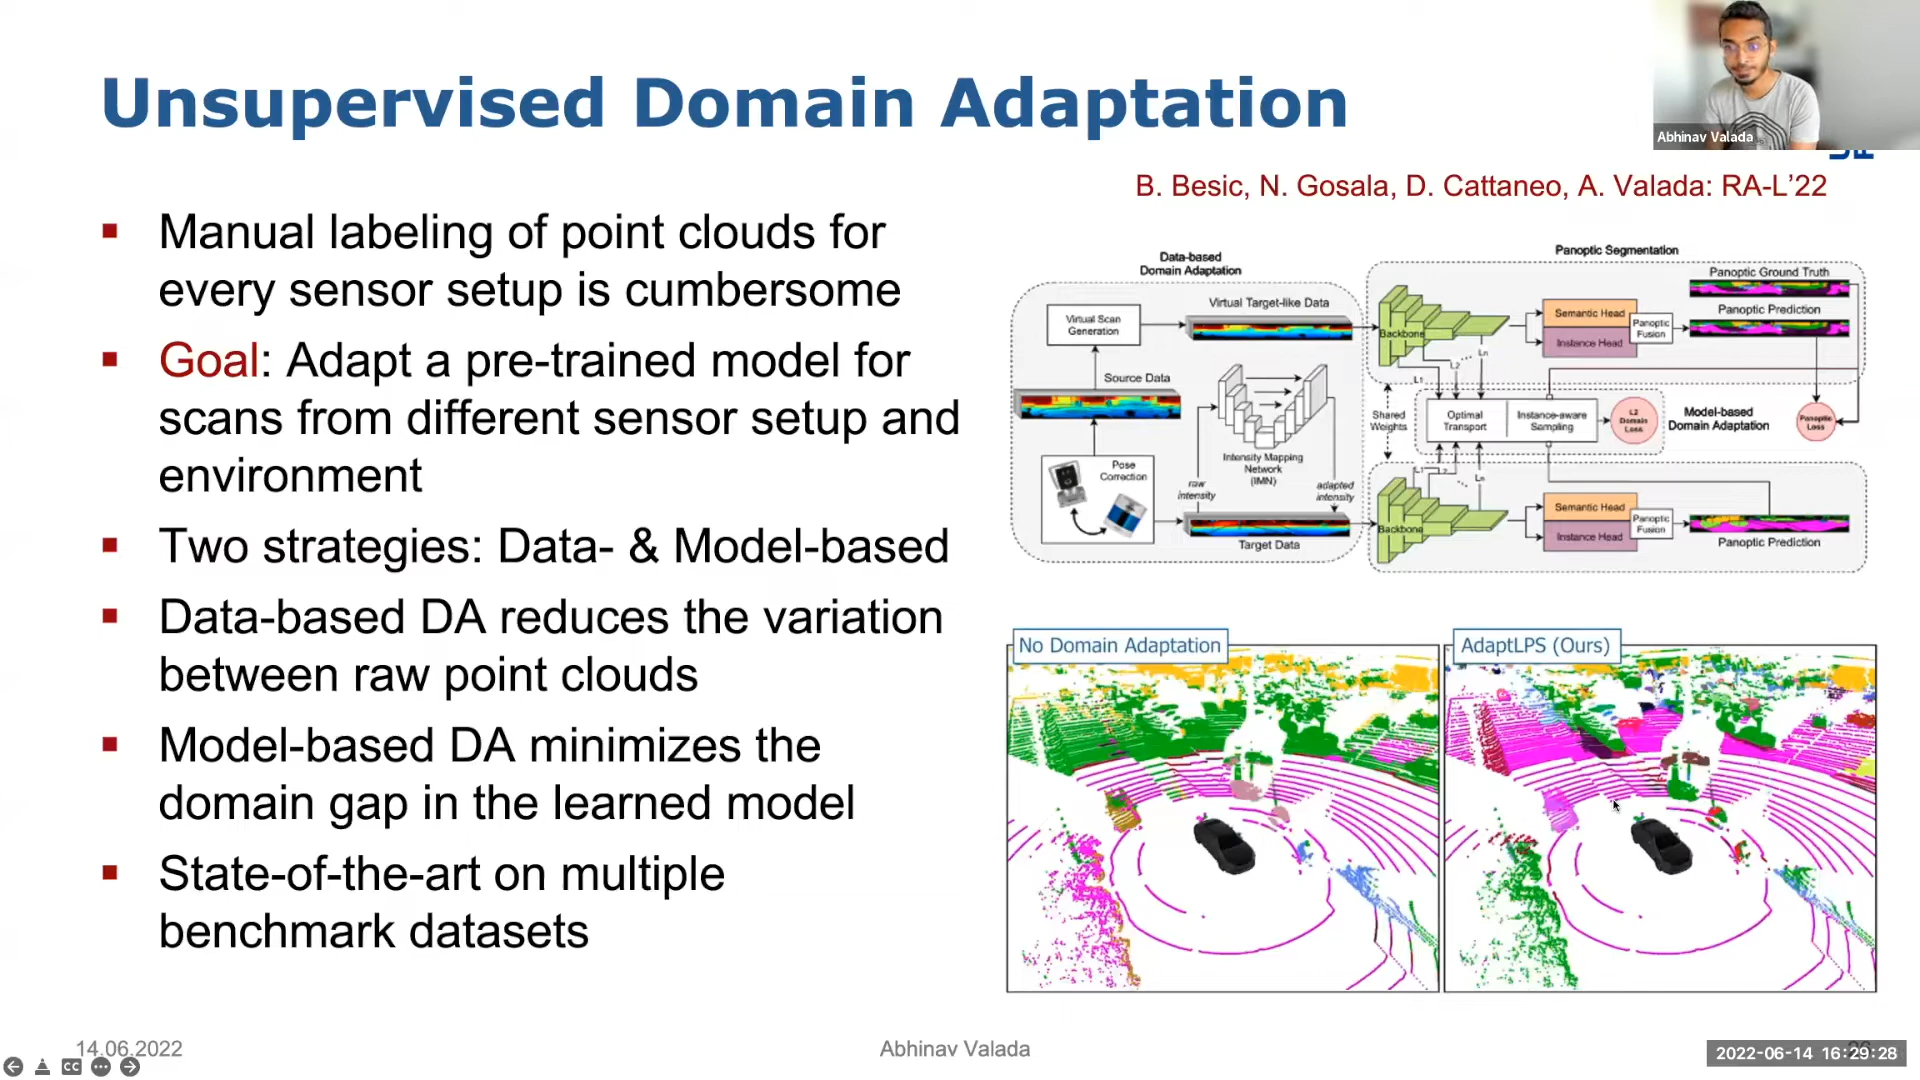 Unsupervised Domain Adaptation
Abhinav Valada
B. Besic, N. Gosala, D. Cattaneo, A. Valada: RA-L’22
▪ Manual labeling of point clouds for
every sensor setup is cumbersome
▪ Goal: Adapt a pre-trained model for
scans from different sensor setup and
environment
▪ Two strategies: Data- & Model-based
▪ Data-based DA reduces the variation
between raw point clouds
▪ Model-based DA minimizes the
domain gap in the learned model
▪ State-of-the-art on multiple
benchmark datasets
Data-based
Domain Adaptation
Virtual Scan
Generation
Virtual Target-like Data
Source Data
Pose
Correction
Intensity Mapping
Network
(IMN)
raw
intensity
adapted
intensity
Target Data
Panoptic Segmentation
Panoptic Ground Truth
Panoptic Prediction
Backbone
Semantic Head
Instance Head
Panoptic
Fusion
L1
L2
Ln
Shared
Weights
Optimal
Transport
Instance-aware
Sampling
L2
Domain
Loss
Model-based
Domain Adaptation
Panoptic
Loss
L1
L2
Ln
Backbone
Semantic Head
Instance Head
Panoptic
Fusion
Panoptic Prediction
No Domain Adaptation
AdaptLPS (Ours)
14.06.2022
Abhinav Valada
CC
2022-06-14 16:29:28